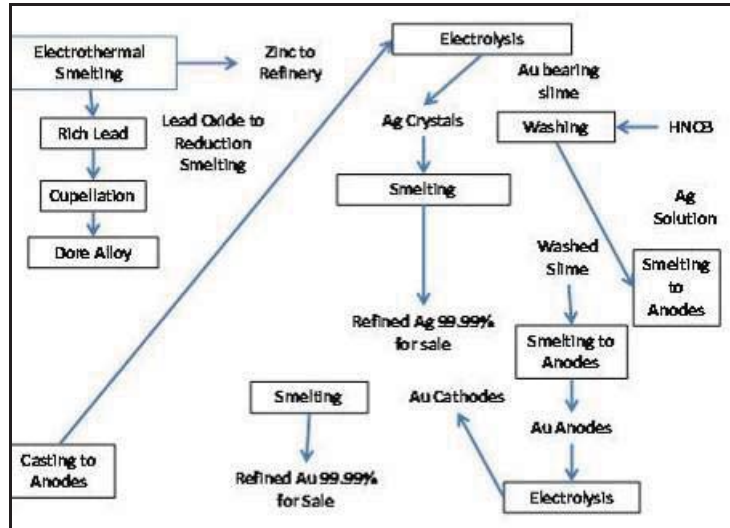 Electrothermal
Smelting
Zinc to
Refinery
Electrolysis
Au bearing
slime
Rich Lead
Lead Oxide to
Reduction
Smelting
Ag Crystals
Washing
HNO3
Cupellation
Smelting
Ag
Solution
Dore Alloy
Washed
Slime
Smelting
to
Anodes
Refined Ag 99.99%
for sale
Smelting to
Anodes
Smelting
Au Cathodes
Au Anodes
Casting to
Anodes
Refined Au 99.99%
for Sale
Electrolysis